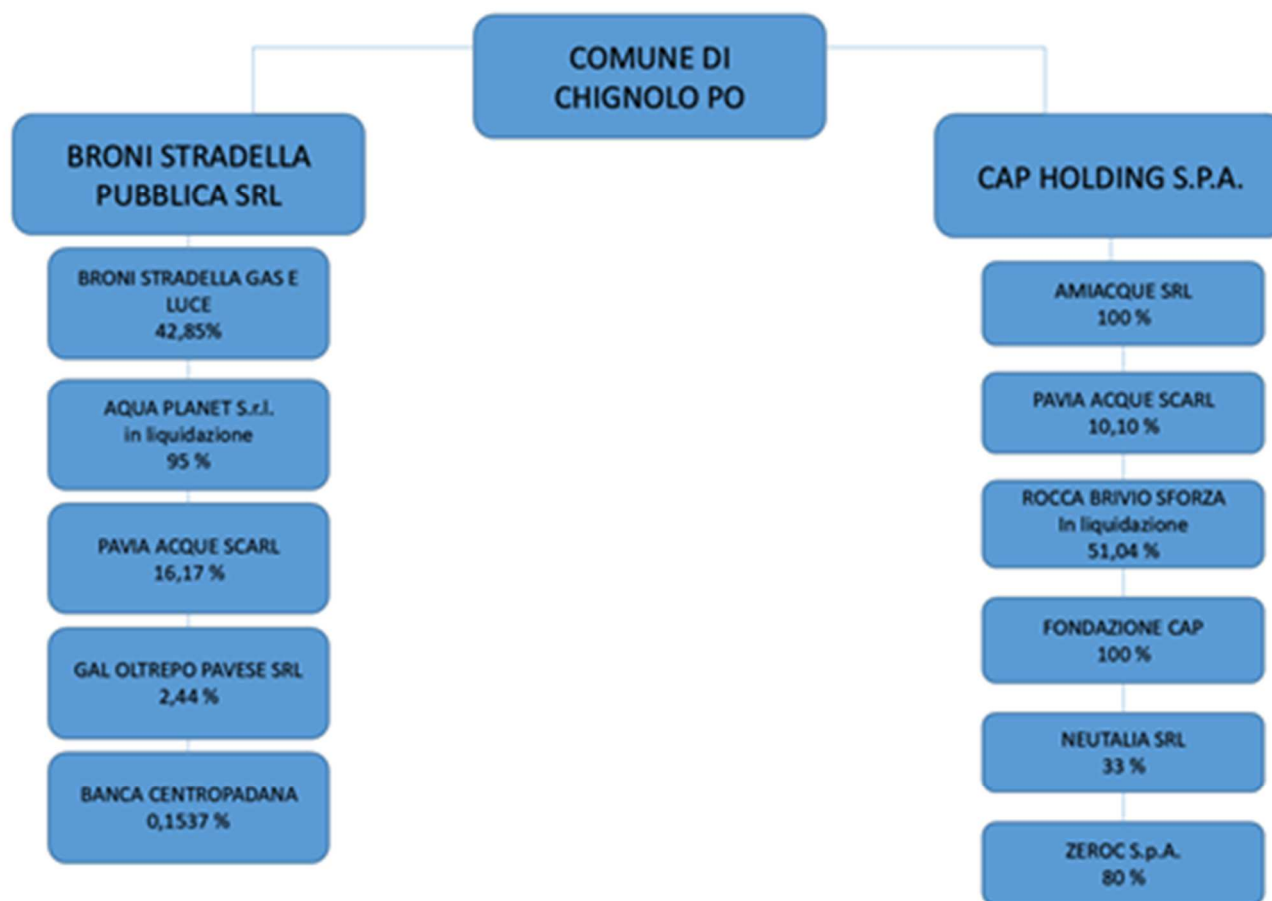 COMUNE DI
CHIGNOLO PO
BRONI STRADELLA
PUBBLICA SRL
BRONI STRADELLA GAS E
LUCE
42,85%
AQUA PLANET S.r.l.
in liquidazione
95 %
PAVIA ACQUE SCARL
16,17 %
GAL OLTREPO PAVESE SRL
2,44 %
BANCA CENTROPADANA
0,1537 %
CAP HOLDING S.P.A.
AMIACQUE SRL
100 %
PAVIA ACQUE SCARL
10,10 %
ROCCA BRIVIO SFORZA
In liquidazione
51,04 %
FONDAZIONE CAP
100 %
NEUTALIA SRL
33 %
ZEROC S.p.A.
80 %